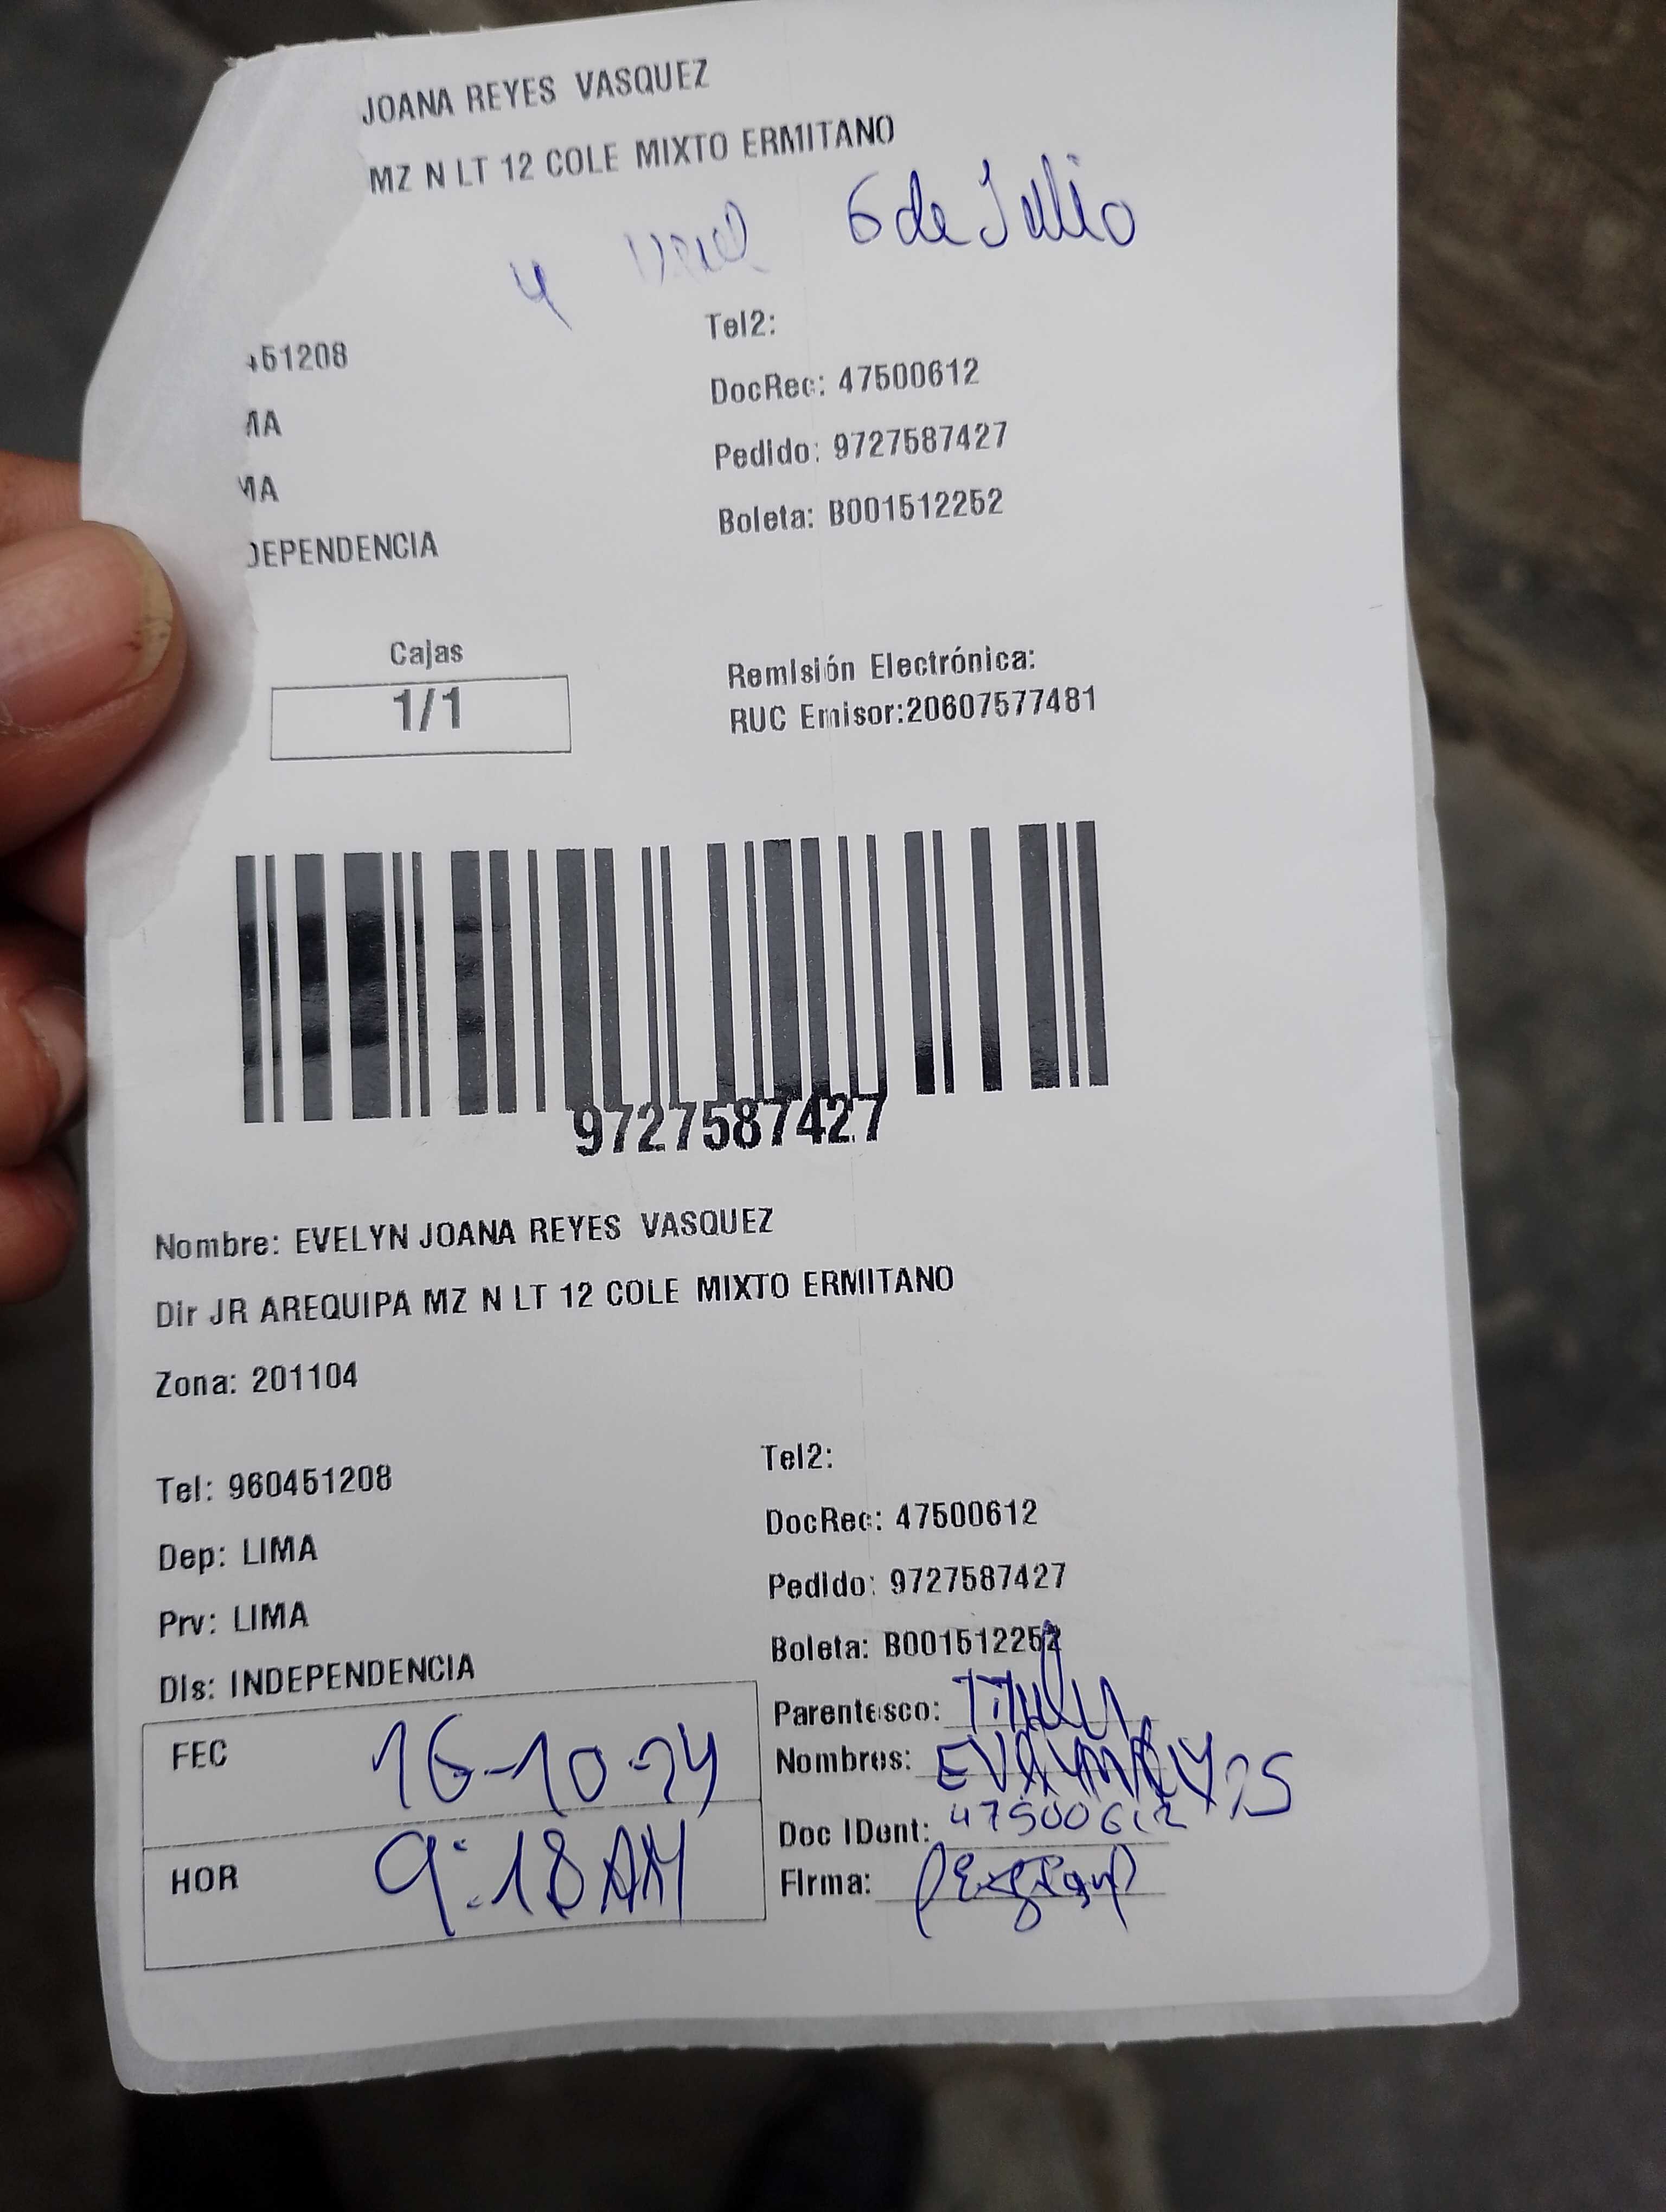 JOANA REYES VASQUEZ
MZ N LT 12 COLE MIXTO ERMITANO
6 de Julio
4
Tel2:
451208
DocRec: 47500612
MA
Pedido: 9727587427
MA
Boleta: B001512252
DEPENDENCIA
Cajas
1/1
Remisión Electrónica:
RUC Emisor:20607577481
9727587427
Nombre: EVELYN JOANA REYES VASQUEZ
Dir JR AREQUIPA MZ N LT 12 COLE MIXTO ERMITANO
Zona: 201104
Tel: 960451208
Tel2:
Dep: LIMA
DocRec: 47500612
Prv: LIMA
Pedido: 9727587427
Dis: INDEPENDENCIA
Boleta: B001512252
Parentesco:
FEC 16-10-24
Nombres:
Doc IDent: 47500612
HOR 9:18 AM
Firma: